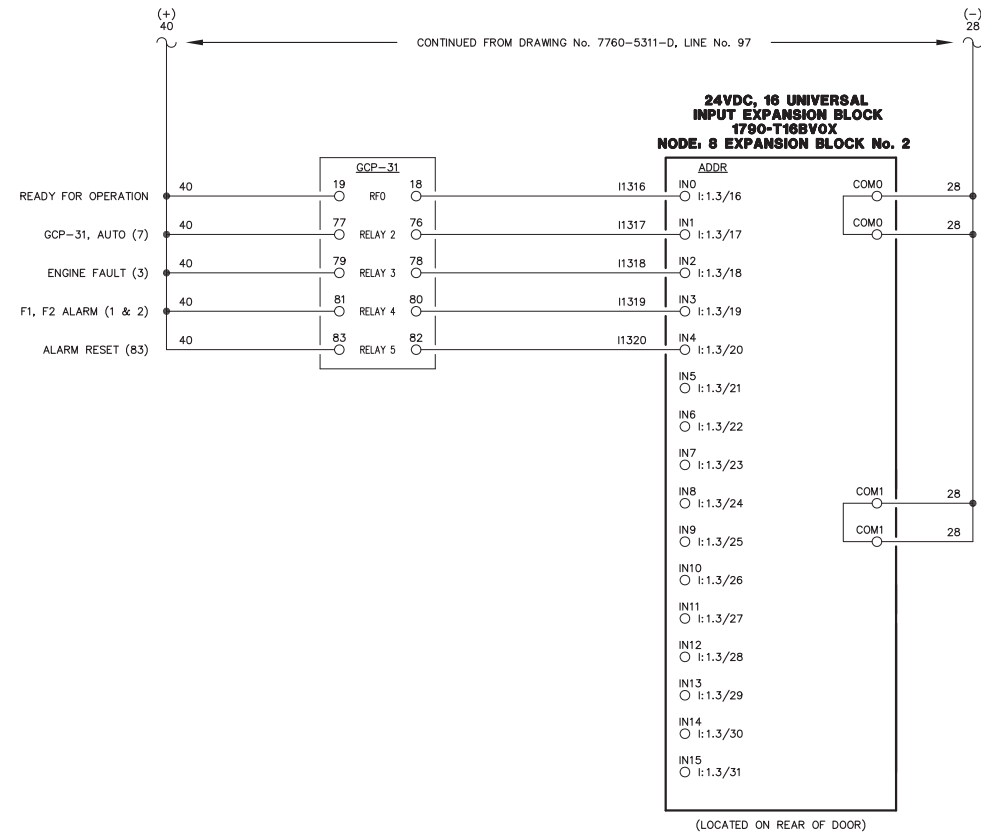 (+)
40
(-)
28
CONTINUED FROM DRAWING No. 7760-5311-D, LINE No. 97
24VDC, 16 UNIVERSAL
INPUT EXPANSION BLOCK
1790-T16BV0X
NODE: 8 EXPANSION BLOCK No. 2
GCP-31
ADDR
READY FOR OPERATION 40 19 RFO 18 I1316 IN0 I:1.3/16 COM0 28
GCP-31, AUTO (7) 40 77 RELAY 2 76 I1317 IN1 I:1.3/17 COM0 28
ENGINE FAULT (3) 40 79 RELAY 3 78 I1318 IN2 I:1.3/18
F1, F2 ALARM (1 & 2) 40 81 RELAY 4 80 I1319 IN3 I:1.3/19
ALARM RESET (83) 40 83 RELAY 5 82 I1320 IN4 I:1.3/20
IN5 I:1.3/21
IN6 I:1.3/22
IN7 I:1.3/23
IN8 I:1.3/24 COM1 28
IN9 I:1.3/25 COM1 28
IN10 I:1.3/26
IN11 I:1.3/27
IN12 I:1.3/28
IN13 I:1.3/29
IN14 I:1.3/30
IN15 I:1.3/31
(LOCATED ON REAR OF DOOR)